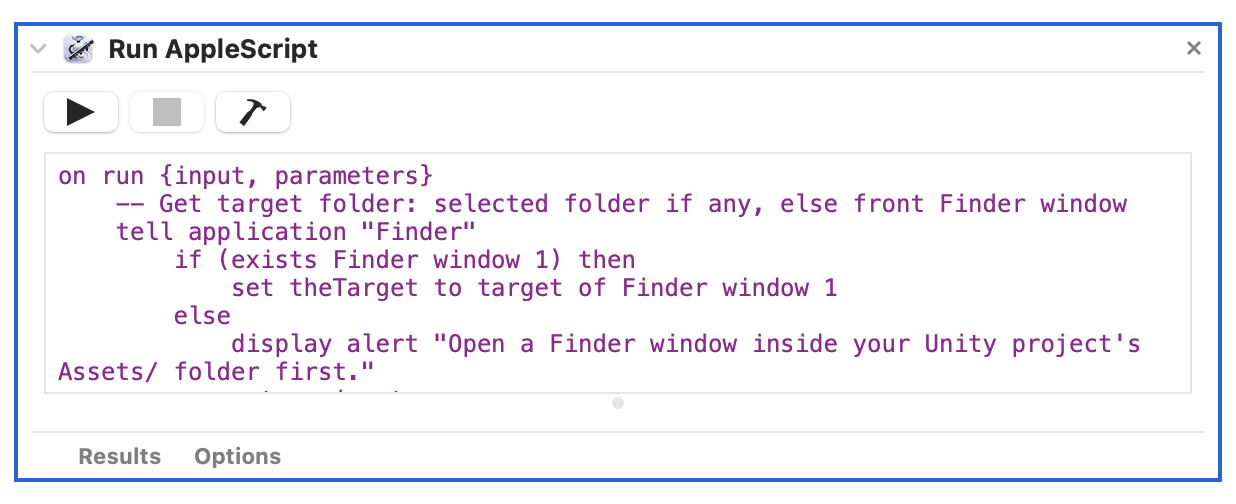 Run AppleScript
on run {input, parameters}
-- Get target folder: selected folder if any, else front Finder window
tell application "Finder"
if (exists Finder window 1) then
set theTarget to target of Finder window 1
else
display alert "Open a Finder window inside your Unity project's
Assets/ folder first."
Results Options